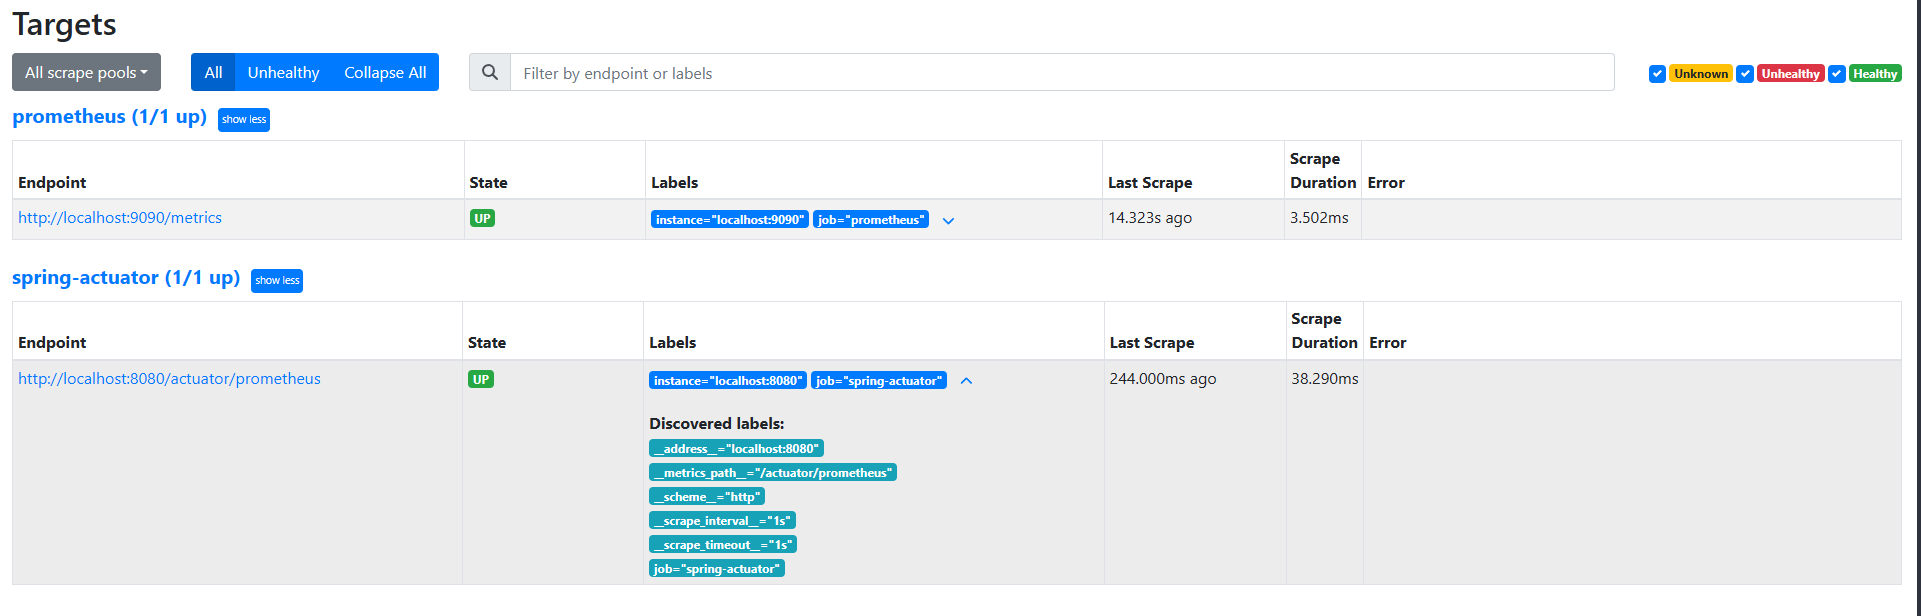 Targets
All scrape pools All Unhealthy Collapse All Filter by endpoint or labels Unknown Unhealthy Healthy
prometheus (1/1 up) show less
Endpoint State Labels Last Scrape Scrape Duration Error
http://localhost:9090/metrics UP instance="localhost:9090" job="prometheus" 14.323s ago 3.502ms
spring-actuator (1/1 up) show less
Endpoint State Labels Last Scrape Scrape Duration Error
http://localhost:8080/actuator/prometheus UP instance="localhost:8080" job="spring-actuator" 244.000ms ago 38.290ms
Discovered labels:
__address__="localhost:8080"
__metrics_path__="/actuator/prometheus"
__scheme__="http"
__scrape_interval__="1s"
__scrape_timeout__="1s"
job="spring-actuator"